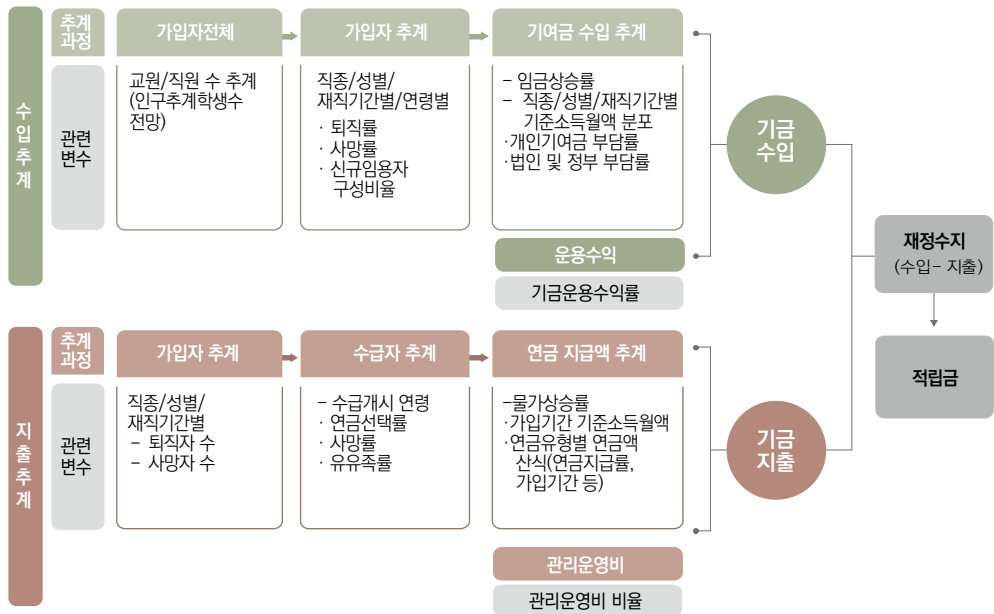 수입추계
추계
과정
가입자전체
가입자 추계
기여금 수입 추계
관련
변수
교원/직원 수 추계
(인구추계학생수
전망)
직종/성별/
재직기간별/연령별
· 퇴직률
· 사망률
· 신규임용자
구성비율
– 임금상승률
– 직종/성별/재직기간별
기준소득월액 분포
·개인기여금 부담률
·법인 및 정부 부담률
운용수익
기금운용수익률
기금
수입
지출추계
추계
과정
가입자 추계
수급자 추계
연금 지급액 추계
관련
변수
직종/성별/
재직기간별
– 퇴직자 수
– 사망자 수
– 수급개시 연령
· 연금선택률
· 사망률
· 유유족률
–물가상승률
·가입기간 기준소득월액
·연금유형별 연금액
산식(연금지급률,
가입기간 등)
관리운영비
관리운영비 비율
기금
지출
재정수지
(수입– 지출)
적립금